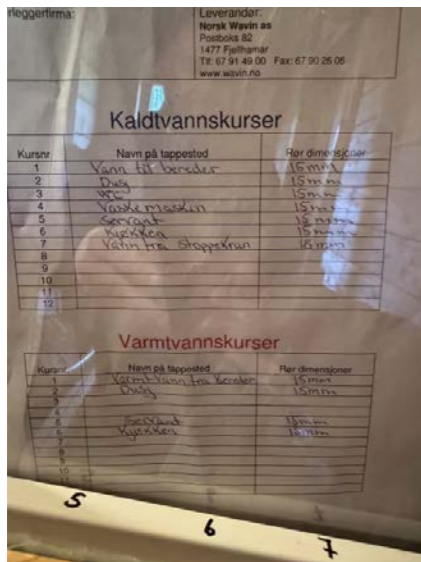 rleggerfirma:
Leverandør:
Norsk Wavin as
Postboks 82
1477 Fjellhamar
Tlf: 67 91 49 00 Fax: 67 90 26 06
www.wavin.no
Kaldtvannskurser
Kursnr Navn på tappested Rør dimensjoner
1 Vann til bereder 15mm
2 Dusj 15mm
3 WC 15mm
4 Vaskemaskin 15mm
5 Servant 15mm
6 Kjøkken 15mm
7 Vann fra Stoppekran 18mm
8
9
10
11
12
Varmtvannskurser
Kursnr. Navn på tappested Rør dimensjoner
1 Varmt Vann fra bereder 15mm
2 Dusj 15mm
3
4
5 Servant 15mm
6 Kjøkken 15mm
7
8
9
10
11
5 6 7